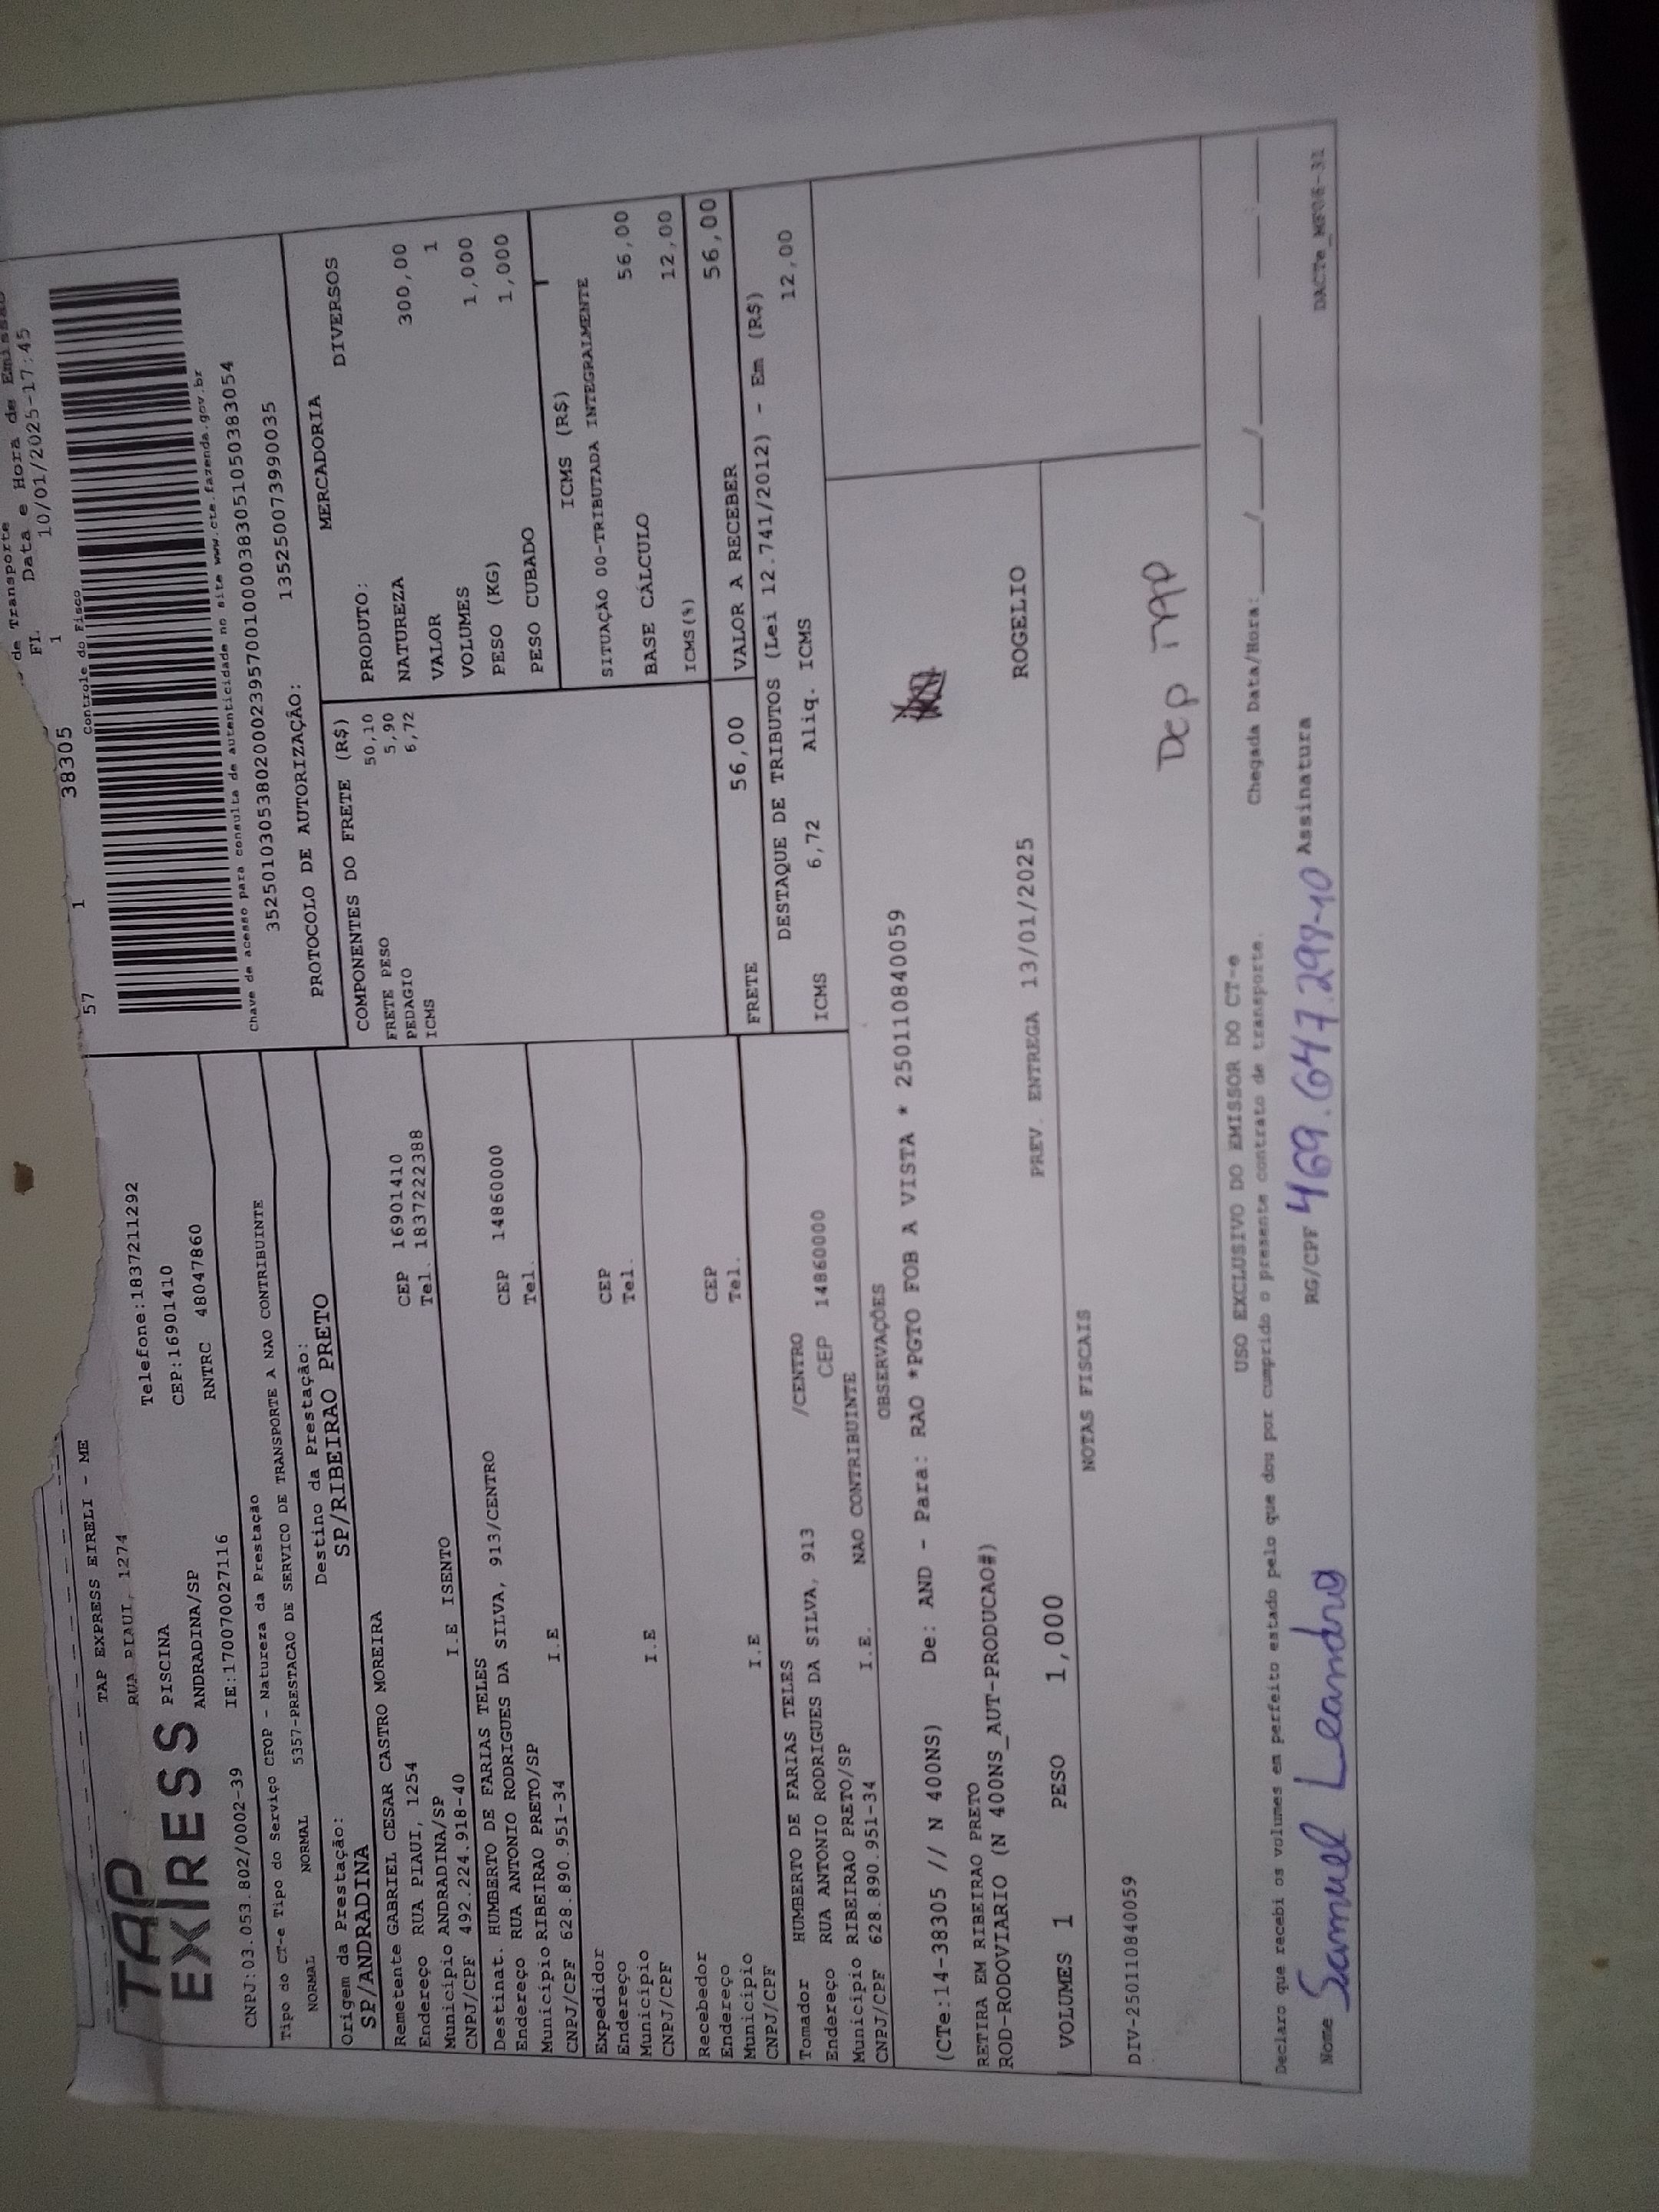 de Transporte
FL Data e Hora de Emissão
57 1 38305 1 10/01/2025-17:45
Controle do Fisco
TAP EXPRESS
TAP EXPRESS EIRELI - ME
RUA PIAUI, 1274 Telefone:1837211292
PISCINA CEP:16901410
ANDRADINA/SP RNTRC 48047860
CNPJ:03.053.802/0002-39 IE:170070027116
Chave de acesso para consulta de autenticidade no site www.cte.fazenda.gov.br
35250103053802000239570010000383051050383054
PROTOCOLO DE AUTORIZAÇÃO: 135250073990035
Tipo do CT-e Tipo do Serviço CFOP - Natureza da Prestação
NORMAL NORMAL 5357-PRESTACAO DE SERVICO DE TRANSPORTE A NAO CONTRIBUINTE
Origem da Prestação: Destino da Prestação:
SP/ANDRADINA SP/RIBEIRAO PRETO
Remetente GABRIEL CESAR CASTRO MOREIRA
Endereço RUA PIAUI, 1254 CEP 16901410
Município ANDRADINA/SP Tel. 1837222388
CNPJ/CPF 492.224.918-40 I.E ISENTO
Destinat. HUMBERTO DE FARIAS TELES
Endereço RUA ANTONIO RODRIGUES DA SILVA, 913/CENTRO CEP 14860000
Município RIBEIRAO PRETO/SP Tel.
CNPJ/CPF 628.890.951-34 I.E
Expedidor
Endereço CEP
Município Tel.
CNPJ/CPF I.E
Recebedor
Endereço CEP
Município Tel.
CNPJ/CPF I.E
Tomador HUMBERTO DE FARIAS TELES
Endereço RUA ANTONIO RODRIGUES DA SILVA, 913 /CENTRO
Município RIBEIRAO PRETO/SP CEP 14860000
CNPJ/CPF 628.890.951-34 I.E. NAO CONTRIBUINTE
COMPONENTES DO FRETE (R$)
FRETE PESO 50,10
PEDAGIO 5,90
ICMS 6,72
MERCADORIA
PRODUTO: DIVERSOS
NATUREZA
VALOR 300,00
VOLUMES 1
PESO (KG) 1,000
PESO CUBADO 1,000
ICMS (R$)
SITUAÇÃO 00-TRIBUTADA INTEGRALMENTE
BASE CÁLCULO 56,00
ICMS(%) 12,00
FRETE 56,00 VALOR A RECEBER 56,00
DESTAQUE DE TRIBUTOS (Lei 12.741/2012) - Em (R$)
ICMS 6,72 Aliq. ICMS 12,00
OBSERVAÇÕES
(CTe:14-38305 // N 400NS) De: AND - Para: RAO *PGTO FOB A VISTA * 250110840059
RETIRA EM RIBEIRAO PRETO
ROD-RODOVIARIO (N 400NS_AUT-PRODUCAO#)
PREV. ENTREGA 13/01/2025 ROGELIO
VOLUMES 1 PESO 1,000
NOTAS FISCAIS
DIV-250110840059
Dep TAP
USO EXCLUSIVO DO EMISSOR DO CT-e
Declaro que recebi os volumes em perfeito estado pelo que dou por cumprido o presente contrato de transporte. Chegada Data/Hora:____/____/____ ____:____
Nome Samuel Leandro RG/CPF 469.647.298-10 Assinatura
DACTe_MF06-31